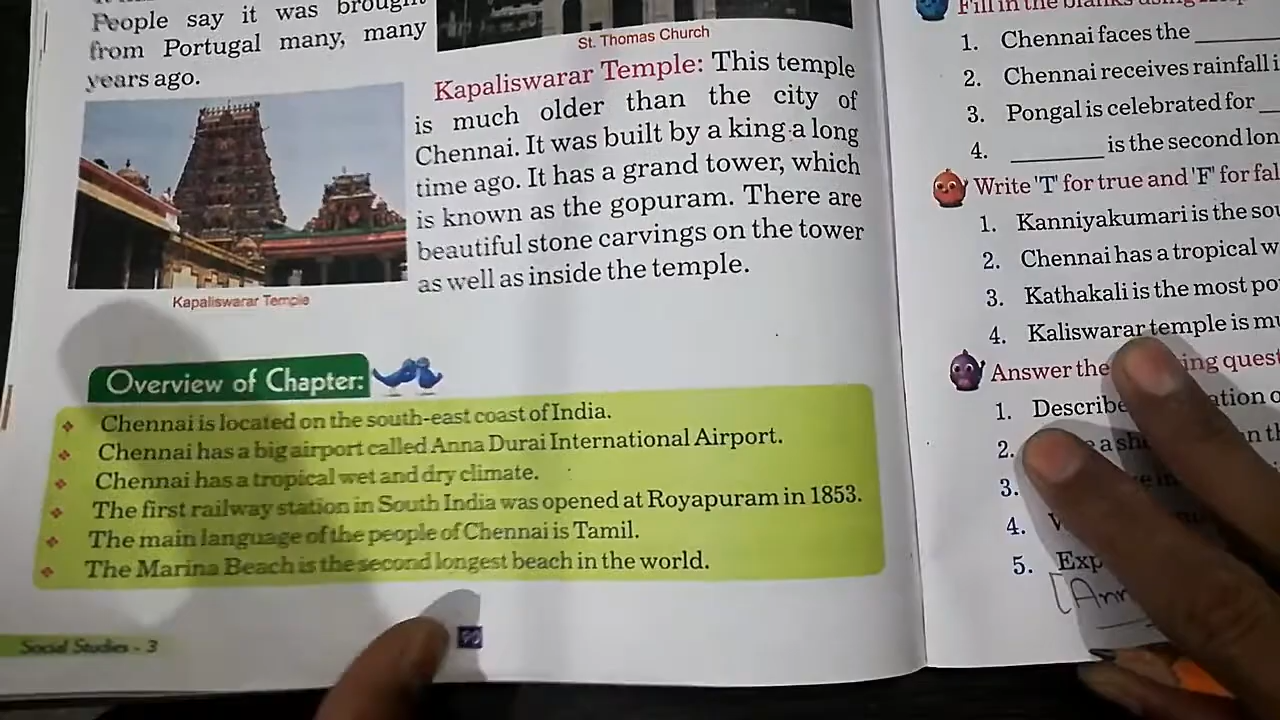 People say it was brought
from Portugal many, many
years ago.
St. Thomas Church
Kapaliswarar Temple: This temple
is much older than the city of
Chennai. It was built by a king a long
time ago. It has a grand tower, which
is known as the gopuram. There are
beautiful stone carvings on the tower
as well as inside the temple.
Kapaliswarar Temple
Overview of Chapter:
Chennai is located on the south-east coast of India.
Chennai has a big airport called Anna Durai International Airport.
Chennai has a tropical wet and dry climate.
The first railway station in South India was opened at Royapuram in 1853.
The main language of the people of Chennai is Tamil.
The Marina Beach is the second longest beach in the world.
Social Studies - 3
Fill in the blanks using
1. Chennai faces the
2. Chennai receives rainfall
3. Pongal is celebrated for
4. ________ is the second
Write 'T' for true and 'F' for
1. Kanniyakumari is the
2. Chennai has a tropical
3. Kathakali is the most
4. Kaliswarar temple is
Answer the
1. Describe
2. a
3.
4.
5.